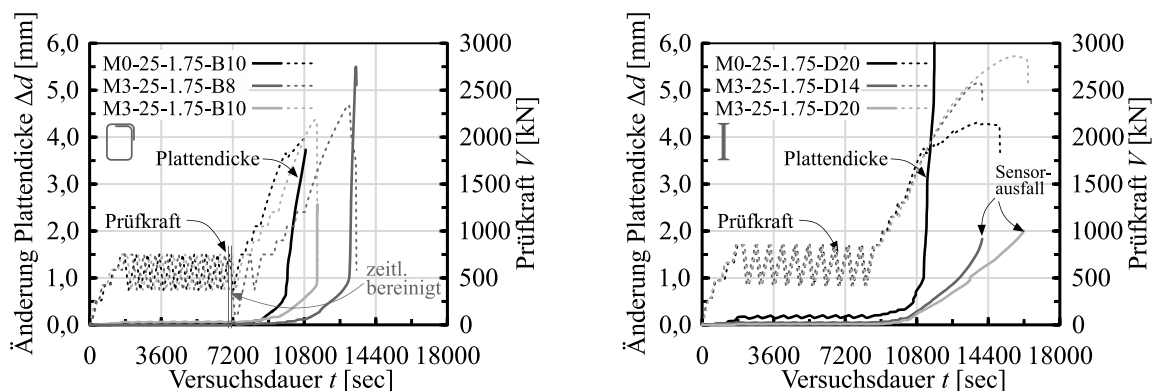 Änderung Plattendicke Δd [mm]
6,0
5,0
4,0
3,0
2,0
1,0
0,0
M0-25-1.75-B10
M3-25-1.75-B8
M3-25-1.75-B10
Plattendicke
Prüfkraft
zeitl.
bereinigt
3000
2500
2000
1500
1000
500
0
Prüfkraft V [kN]
0 3600 7200 10800 14400 18000
Versuchsdauer t [sec]
Änderung Plattendicke Δd [mm]
6,0
5,0
4,0
3,0
2,0
1,0
0,0
M0-25-1.75-D20
M3-25-1.75-D14
M3-25-1.75-D20
Plattendicke
Sensor-
ausfall
Prüfkraft
3000
2500
2000
1500
1000
500
0
Prüfkraft V [kN]
0 3600 7200 10800 14400 18000
Versuchsdauer t [sec]